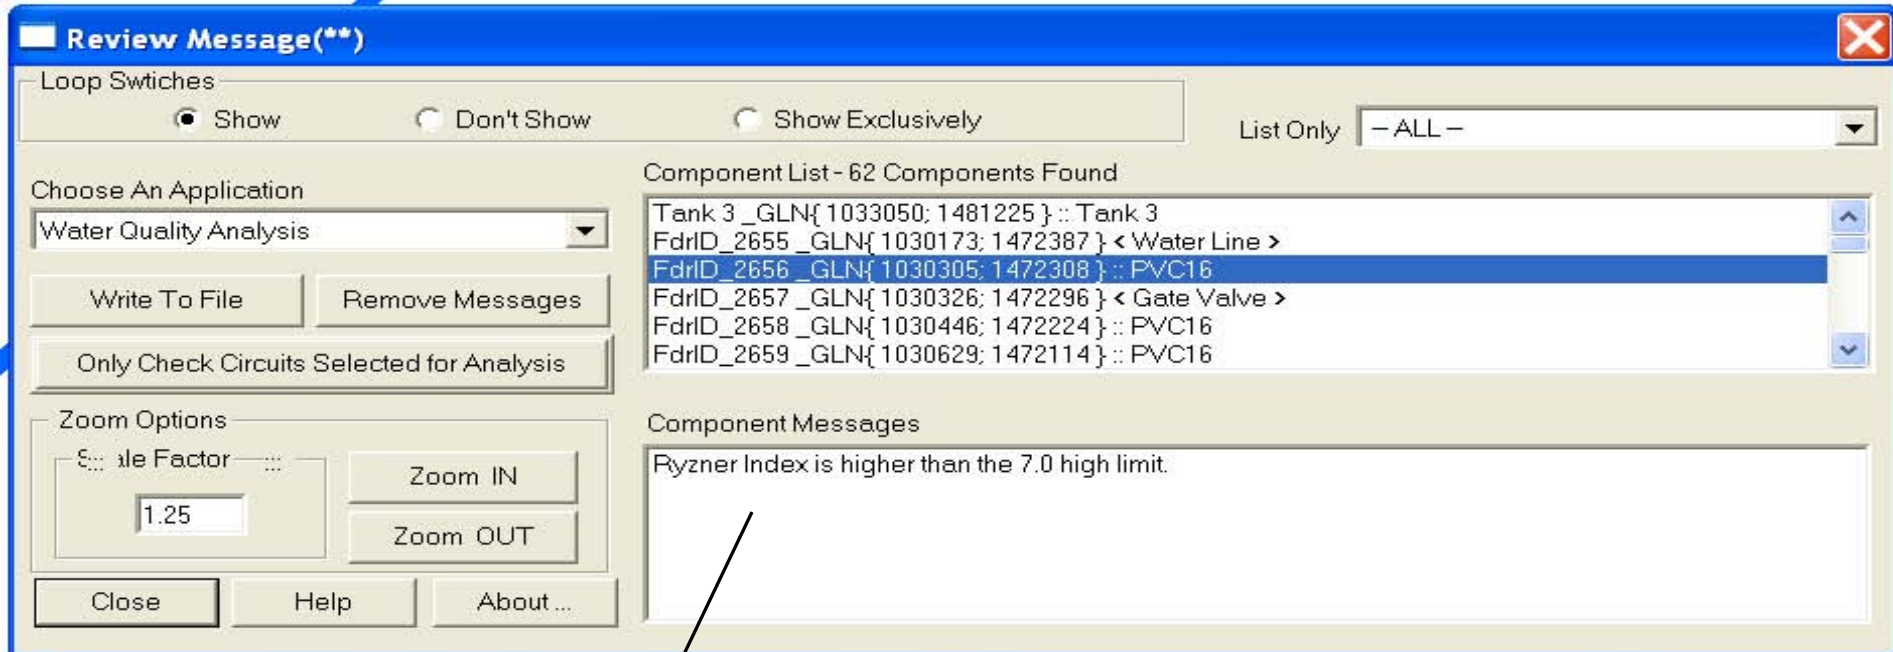 Review Message(**)
Loop Swtiches
Show
Don't Show
Show Exclusively
List Only
-- ALL --
Choose An Application
Water Quality Analysis
Write To File
Remove Messages
Only Check Circuits Selected for Analysis
Component List - 62 Components Found
Tank 3 _GLN{ 1033050; 1481225 } :: Tank 3
FdrID_2655 _GLN{ 1030173; 1472387 } < Water Line >
FdrID_2656 _GLN{ 1030305; 1472308 } :: PVC16
FdrID_2657 _GLN{ 1030326; 1472296 } < Gate Valve >
FdrID_2658 _GLN{ 1030446; 1472224 } :: PVC16
FdrID_2659 _GLN{ 1030629; 1472114 } :: PVC16
Zoom Options
Factor
1.25
Zoom IN
Zoom OUT
Close
Help
About ...
Component Messages
Ryzner Index is higher than the 7.0 high limit.